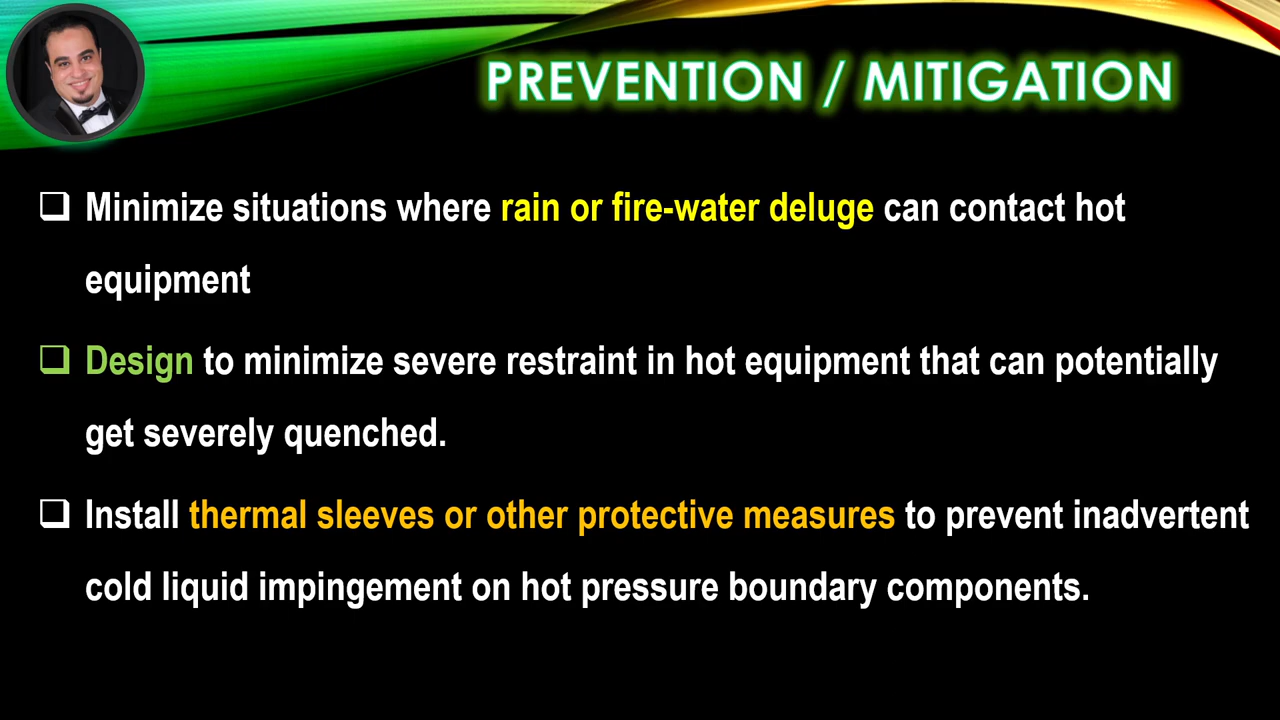 PREVENTION / MITIGATION
❑ Minimize situations where rain or fire-water deluge can contact hot
equipment
❑ Design to minimize severe restraint in hot equipment that can potentially
get severely quenched.
❑ Install thermal sleeves or other protective measures to prevent inadvertent
cold liquid impingement on hot pressure boundary components.